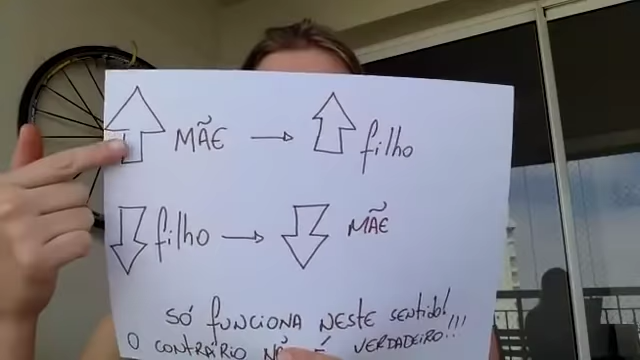 MÃE → filho
filho → MÃE
SÓ FUNCIONA NESTE SENTIDO!
O CONTRÁRIO NÃO É VERDADEIRO!!!